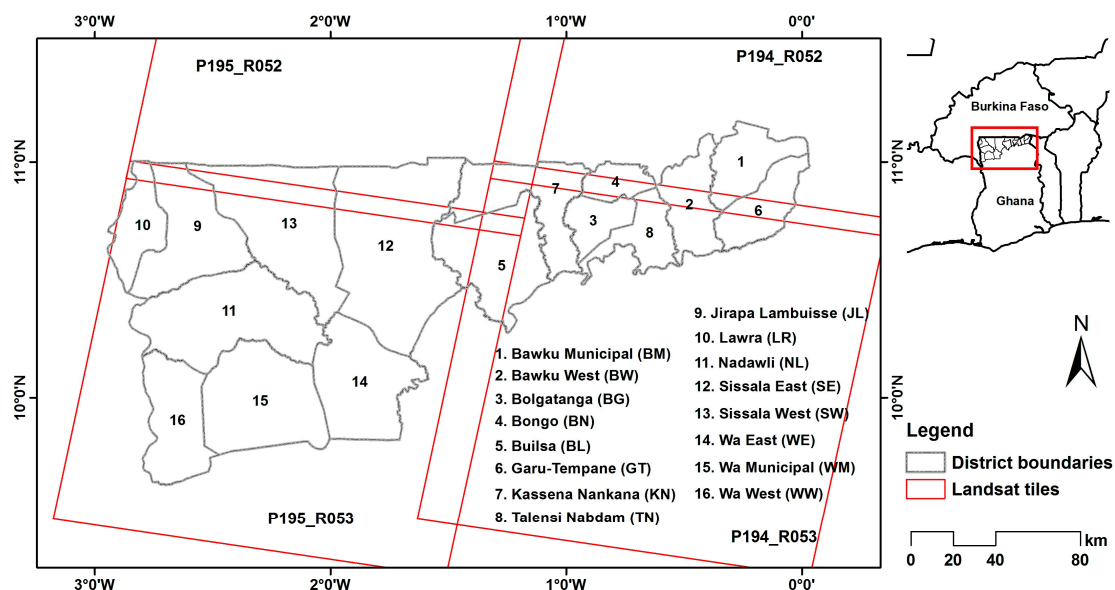 3°0'W 2°0'W 1°0'W 0°0'
P195_R052
P194_R052
11°0'N
11°0'N
1
2
3
4
5
6
7
8
9
10
11
12
13
14
15
16
10°0'N
10°0'N
1. Bawku Municipal (BM)
2. Bawku West (BW)
3. Bolgatanga (BG)
4. Bongo (BN)
5. Builsa (BL)
6. Garu-Tempane (GT)
7. Kassena Nankana (KN)
8. Talensi Nabdam (TN)
9. Jirapa Lambuisse (JL)
10. Lawra (LR)
11. Nadawli (NL)
12. Sissala East (SE)
13. Sissala West (SW)
14. Wa East (WE)
15. Wa Municipal (WM)
16. Wa West (WW)
P195_R053
P194_R053
3°0'W 2°0'W 1°0'W 0°0'
Burkina Faso
Ghana
N
Legend
District boundaries
Landsat tiles
km
0 20 40 80